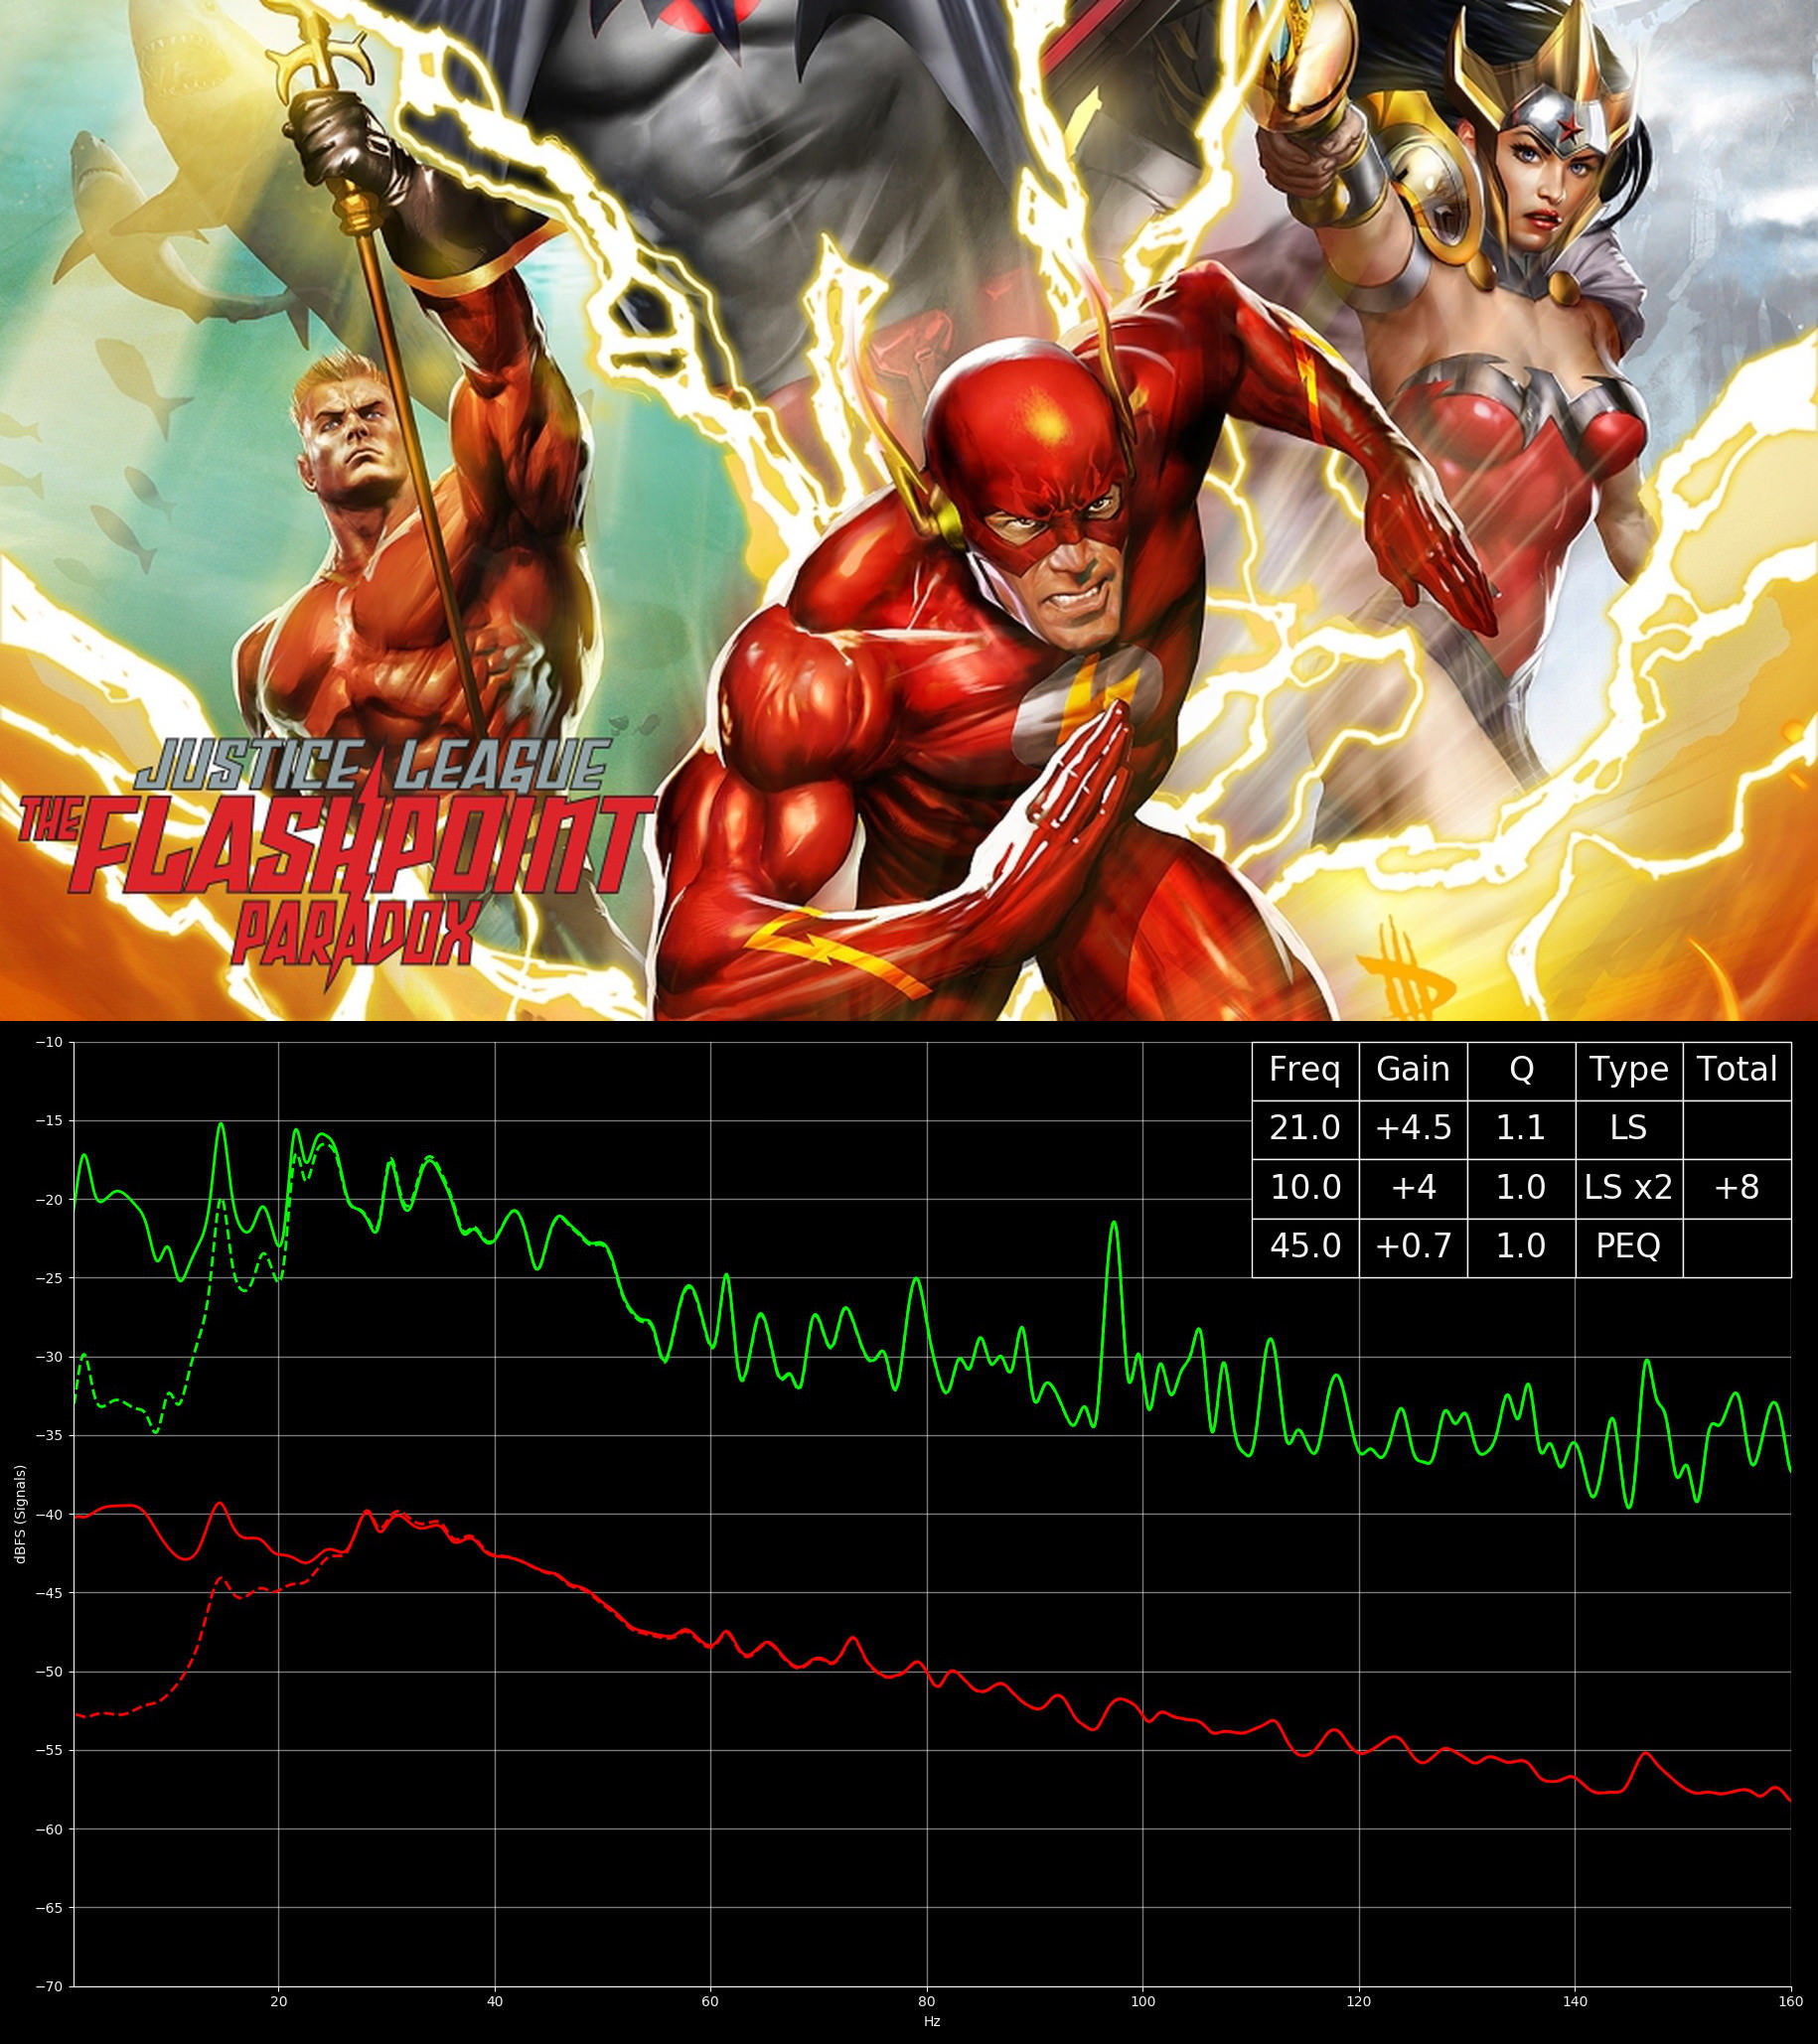 JUSTICE LEAGUE
THE FLASHPOINT
PARADOX
Freq Gain Q Type Total
21.0 +4.5 1.1 LS
10.0 +4 1.0 LS x2 +8
45.0 +0.7 1.0 PEQ
−10
−15
−20
−25
−30
−35
−40
−45
−50
−55
−60
−65
−70
dBFS (Signals)
20 40 60 80 100 120 140 160
Hz